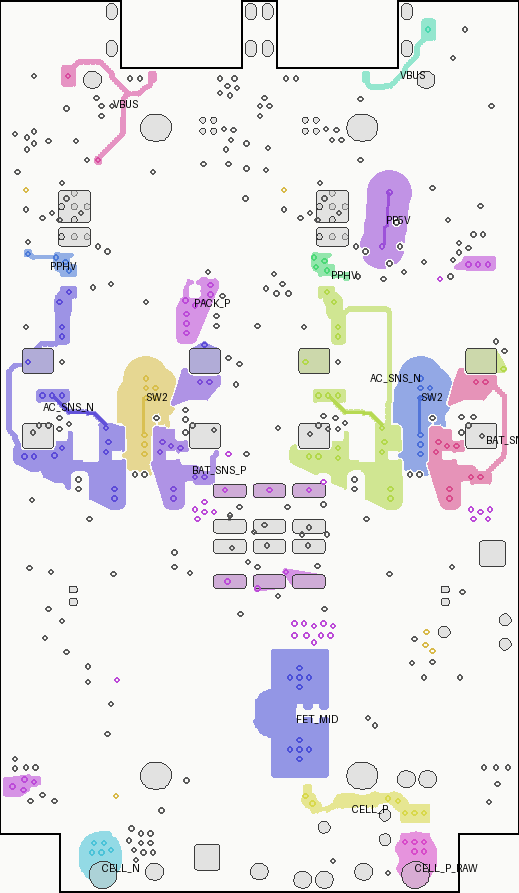 VBUS
VBUS
PP5V
PPHV
PPHV
PACK_P
AC_SNS_N
SW2
SW2
AC_SNS_N
BAT_SN
BAT_SNS_P
FET_MID
CELL_P
CELL_N
CELL_P_RAW